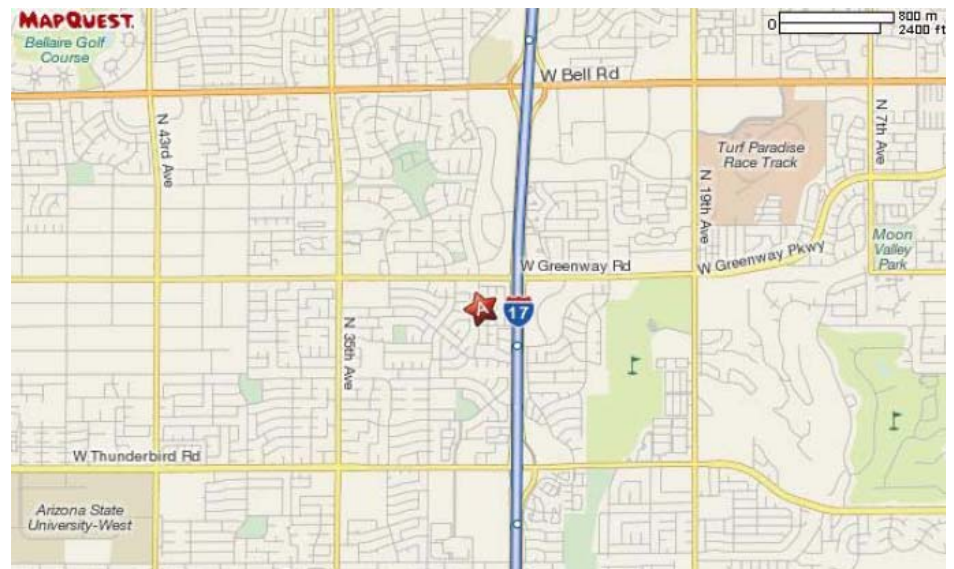 MAPQUEST.
0
800 m
2400 ft
Bellaire Golf
Course
W Bell Rd
N 43rd Ave
N 7th Ave
Turf Paradise
Race Track
N 19th Ave
Moon
Valley
Park
W Greenway Rd
W Greenway Pkwy
A
17
N 35th Ave
W Thunderbird Rd
Arizona State
University-West